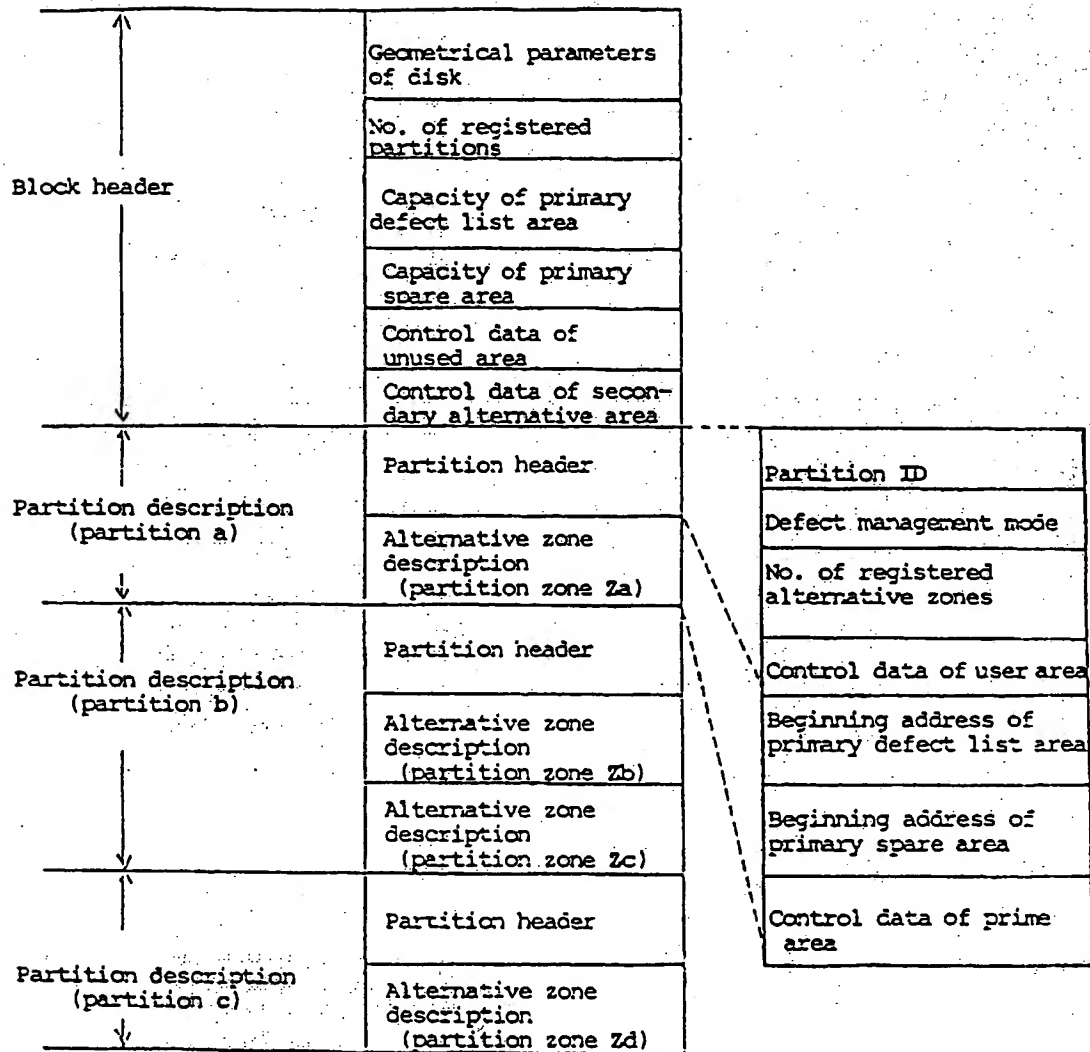 Geometrical parameters
of disk
No. of registered
partitions
Block header
Capacity of primary
defect list area
Capacity of primary
spare area
Control data of
unused area
Control data of secon-
dary alternative area
Partition description
(partition a)
Partition header
Alternative zone
description
(partition zone Za)
Partition description
(partition b)
Partition header
Alternative zone
description
(partition zone Zb)
Alternative zone
description
(partition zone Zc)
Partition description
(partition c)
Partition header
Alternative zone
description
(partition zone Zd)
Partition ID
Defect management mode
No. of registered
alternative zones
Control data of user area
Beginning address of
primary defect list area
Beginning address of
primary spare area
Control data of prime
area